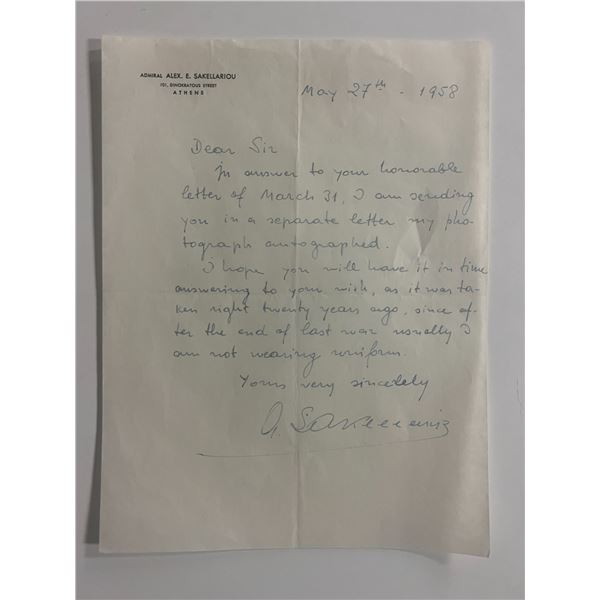 ADMIRAL ALEX. E. SAKELLARIOU
101, DINOKRATOUS STREET
ATHENS
May 27th - 1958
Dear Sir
In answer to your honorable
letter of March 31, I am sending
you in a separate letter my pho-
tograph autographed.
I hope you will have it in time
answering to your wish, as it was ta-
ken right twenty years ago, since af-
ter the end of last war usually I
am not wearing uniform.
Yours very sincerely
A. Sakellariou